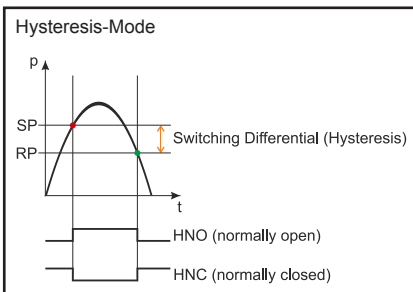 Hysteresis-Mode
p
SP
Switching Differential (Hysteresis)
RP
t
HNO (normally open)
HNC (normally closed)